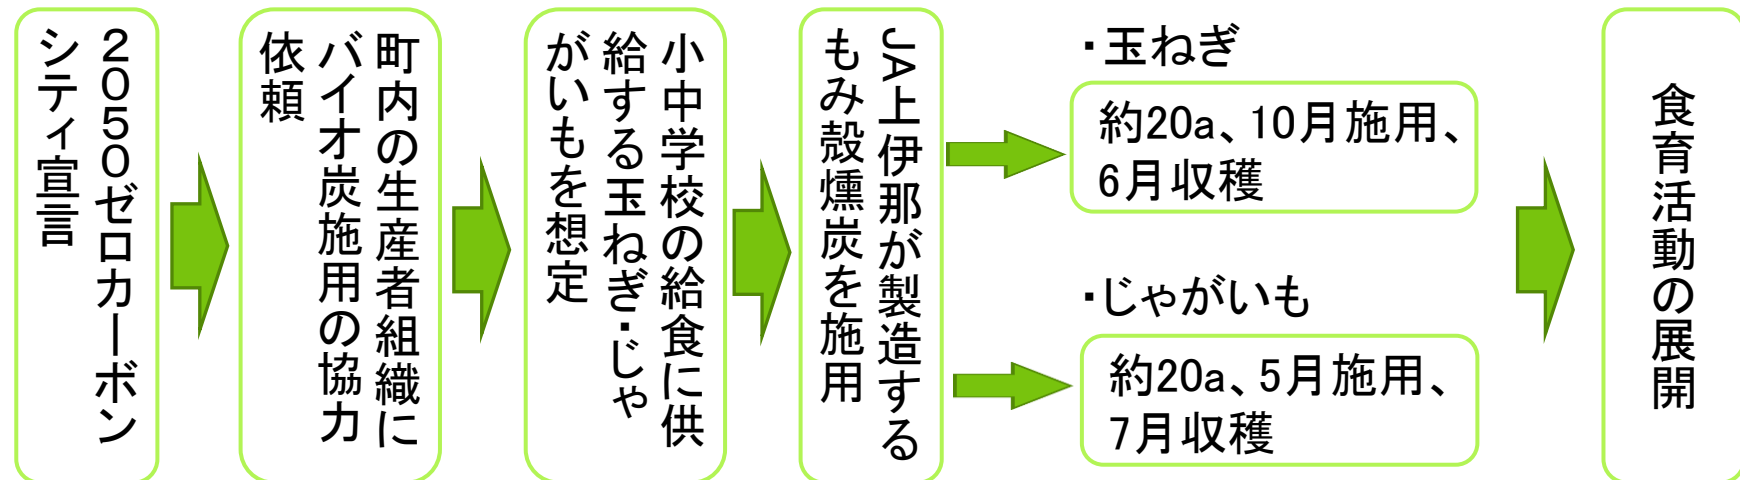 ２０５０ゼロカーボン
シティ宣言
町内の生産者組織に
バイオ炭施用の協力
依頼
小中学校の給食に供
給する玉ねぎ・じゃ
がいもを想定
JA上伊那が製造する
もみ殻燻炭を施用
・玉ねぎ
約20a、10月施用、
6月収穫
・じゃがいも
約20a、5月施用、
7月収穫
食育活動の展開